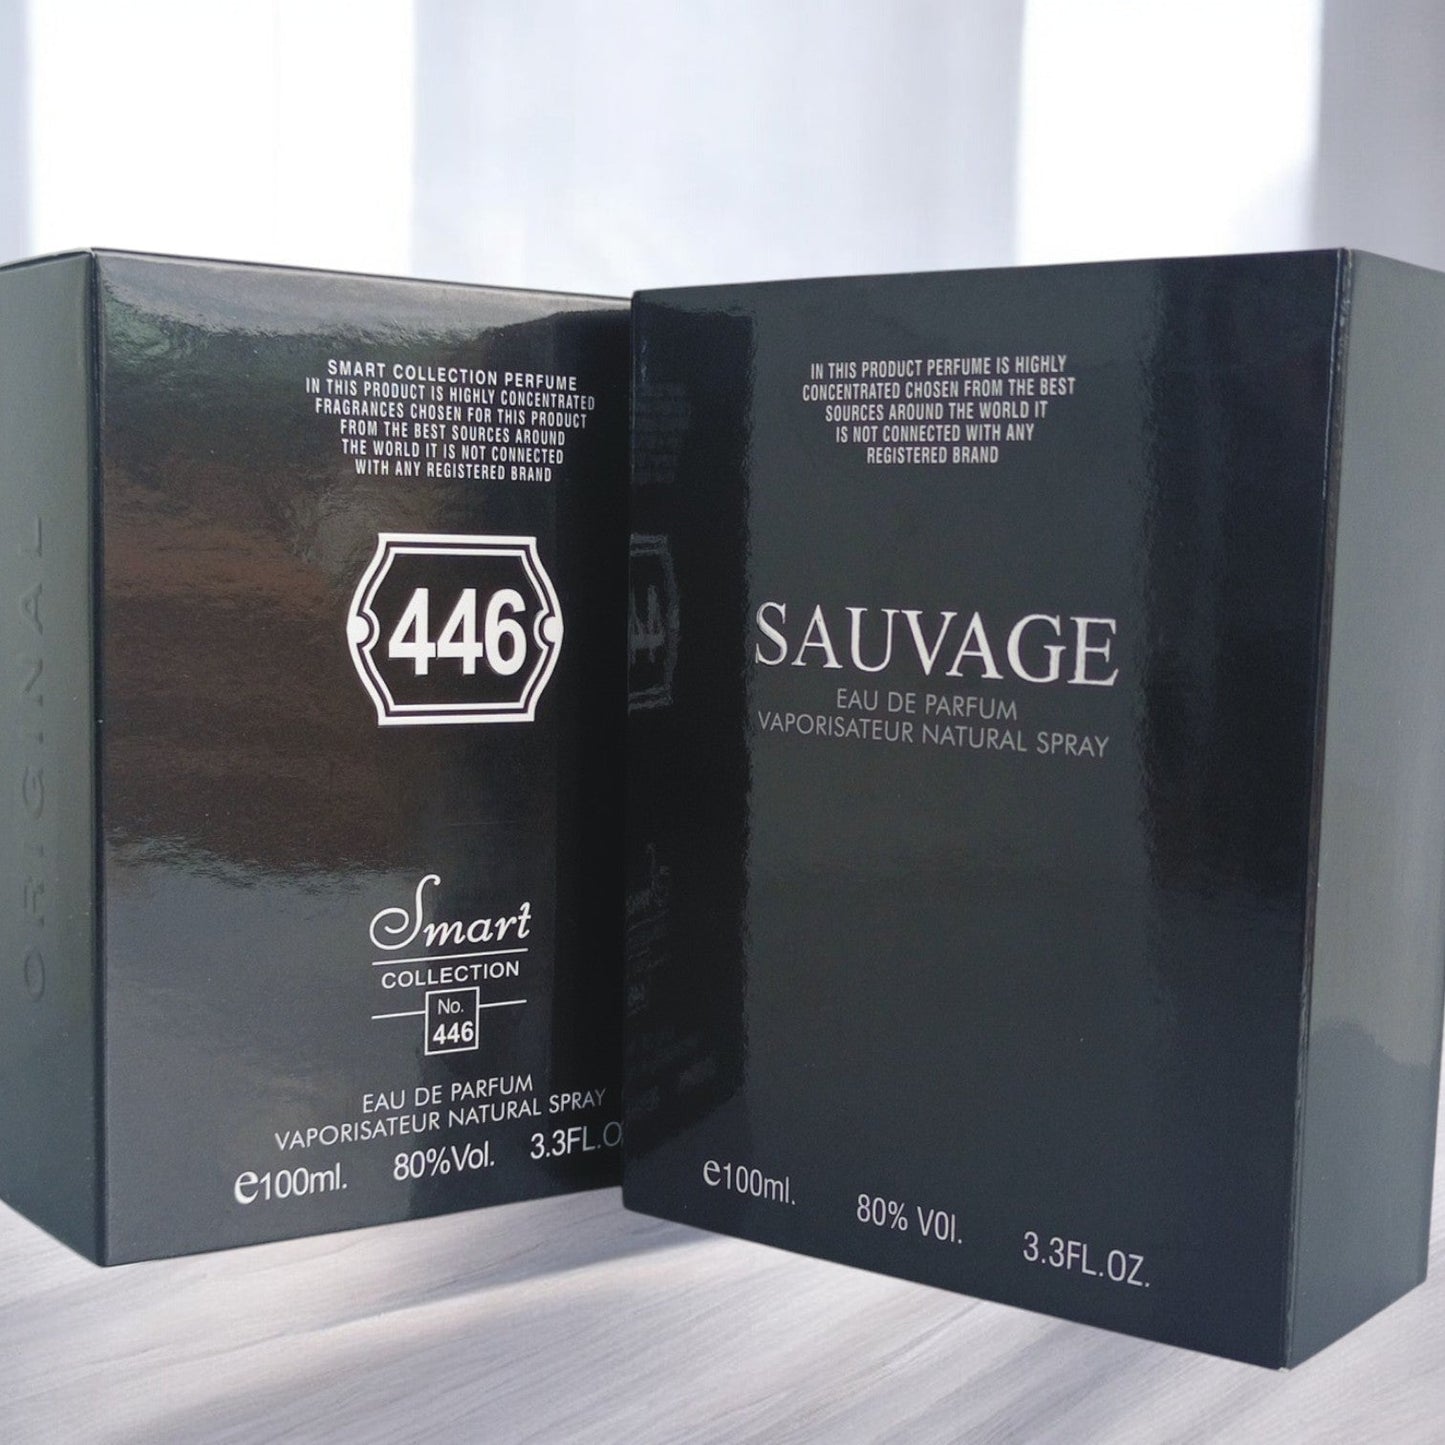 ORIGINAL
SMART COLLECTION PERFUME
IN THIS PRODUCT IS HIGHLY CONCENTRATED
FRAGRANCES CHOSEN FOR THIS PRODUCT
FROM THE BEST SOURCES AROUND
THE WORLD IT IS NOT CONNECTED
WITH ANY REGISTERED BRAND
446
Smart
COLLECTION
No.
446
EAU DE PARFUM
VAPORISATEUR NATURAL SPRAY
e100ml. 80%Vol. 3.3FL.O
IN THIS PRODUCT PERFUME IS HIGHLY
CONCENTRATED CHOSEN FROM THE BEST
SOURCES AROUND THE WORLD IT
IS NOT CONNECTED WITH ANY
REGISTERED BRAND
SAUVAGE
EAU DE PARFUM
VAPORISATEUR NATURAL SPRAY
e100ml. 80% VOl. 3.3FL.OZ.